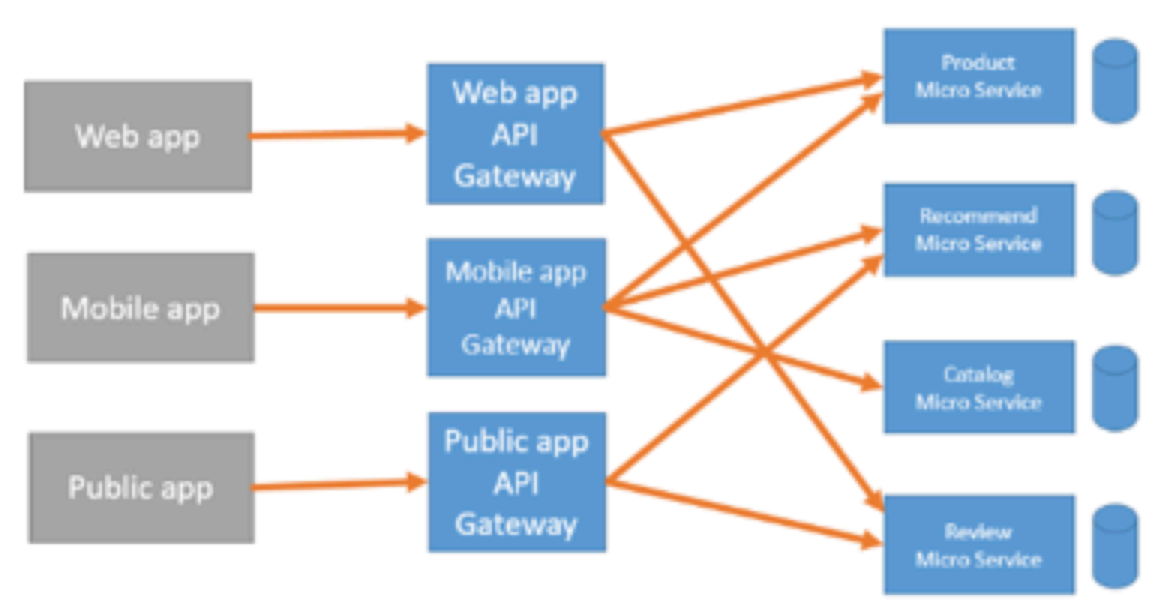 Web app
Web app
API
Gateway
Product
Micro Service
Mobile app
Mobile app
API
Gateway
Recommend
Micro Service
Catalog
Micro Service
Public app
Public app
API
Gateway
Review
Micro Service